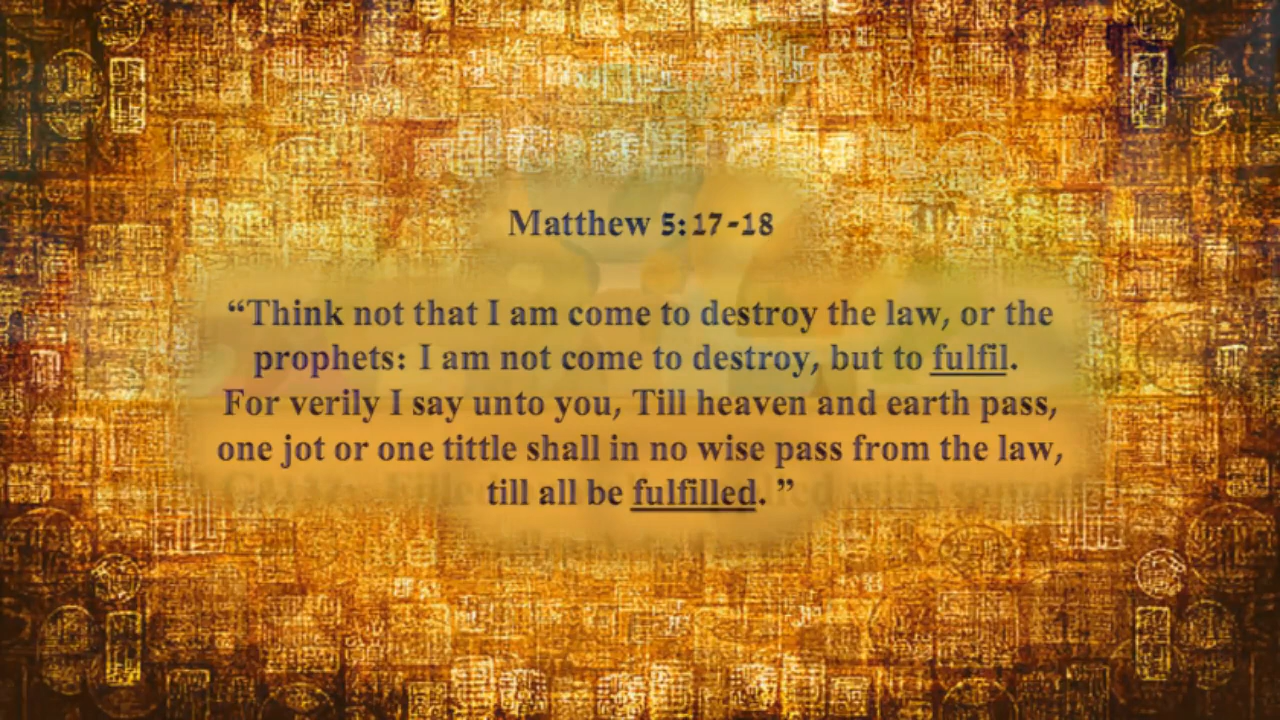 Matthew 5:17-18
“Think not that I am come to destroy the law, or the
prophets: I am not come to destroy, but to fulfil.
For verily I say unto you, Till heaven and earth pass,
one jot or one tittle shall in no wise pass from the law,
till all be fulfilled. ”